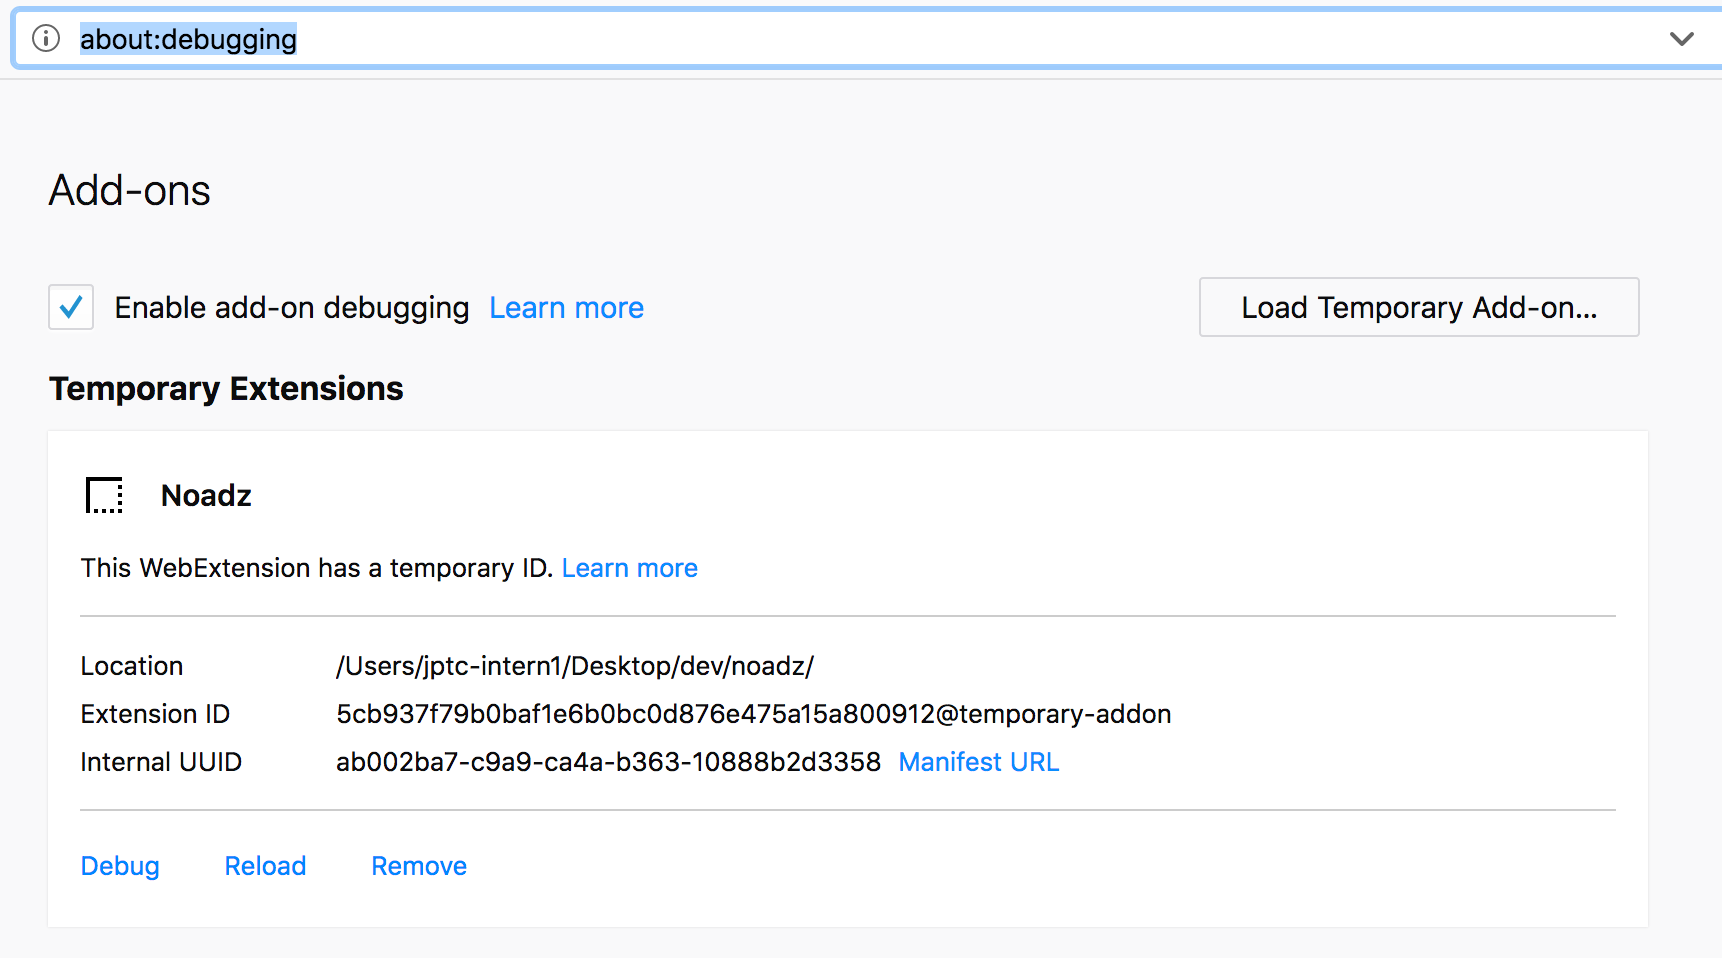 about:debugging
Add-ons
Enable add-on debugging Learn more Load Temporary Add-on...
Temporary Extensions
Noadz
This WebExtension has a temporary ID. Learn more
Location /Users/jptc-intern1/Desktop/dev/noadz/
Extension ID 5cb937f79b0baf1e6b0bc0d876e475a15a800912@temporary-addon
Internal UUID ab002ba7-c9a9-ca4a-b363-10888b2d3358 Manifest URL
Debug Reload Remove